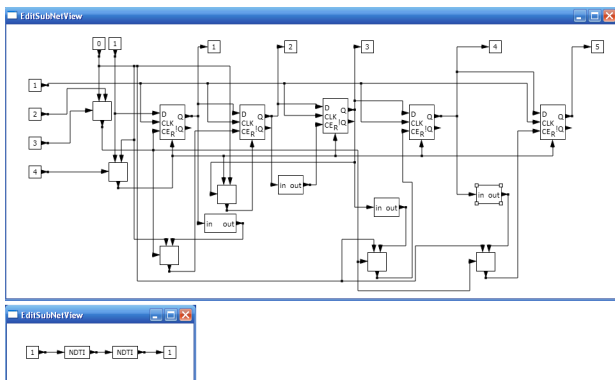 EditSubNetView
0 1
1 2 3 4 5
1
2
3
4
D Q
CLK
CE R !Q
D Q
CLK
CE R !Q
D Q
CLK
CE R !Q
D Q
CLK
CE R !Q
D Q
CLK
CE R !Q
in out
in out
in out
in out
EditSubNetView
1 NDTI NDTI 1